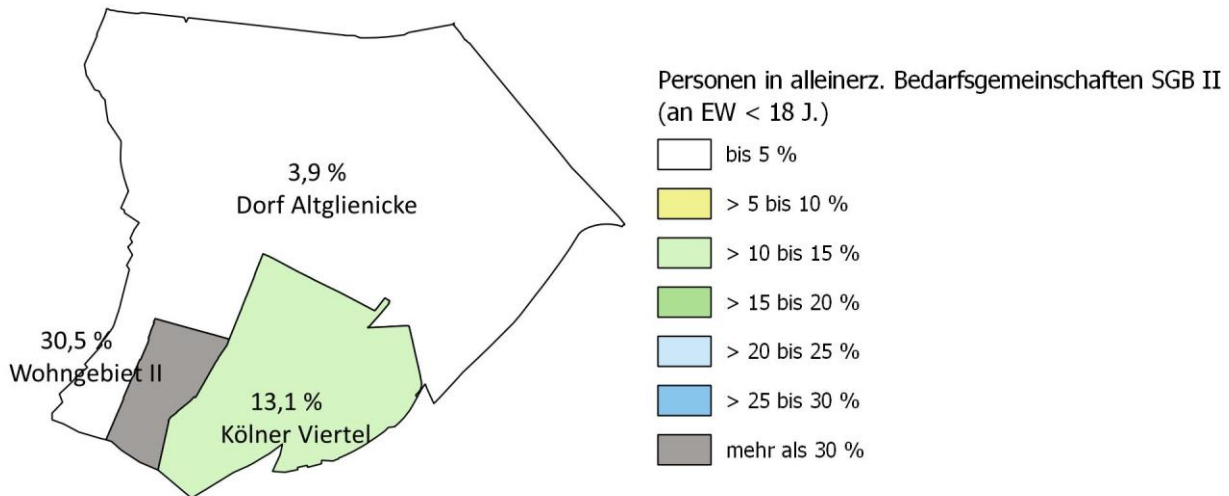 3,9 %
Dorf Altglienicke
30,5 %
Wohngebiet II
13,1 %
Kölner Viertel
Personen in alleinerz. Bedarfsgemeinschaften SGB II
(an EW < 18 J.)
bis 5 %
> 5 bis 10 %
> 10 bis 15 %
> 15 bis 20 %
> 20 bis 25 %
> 25 bis 30 %
mehr als 30 %